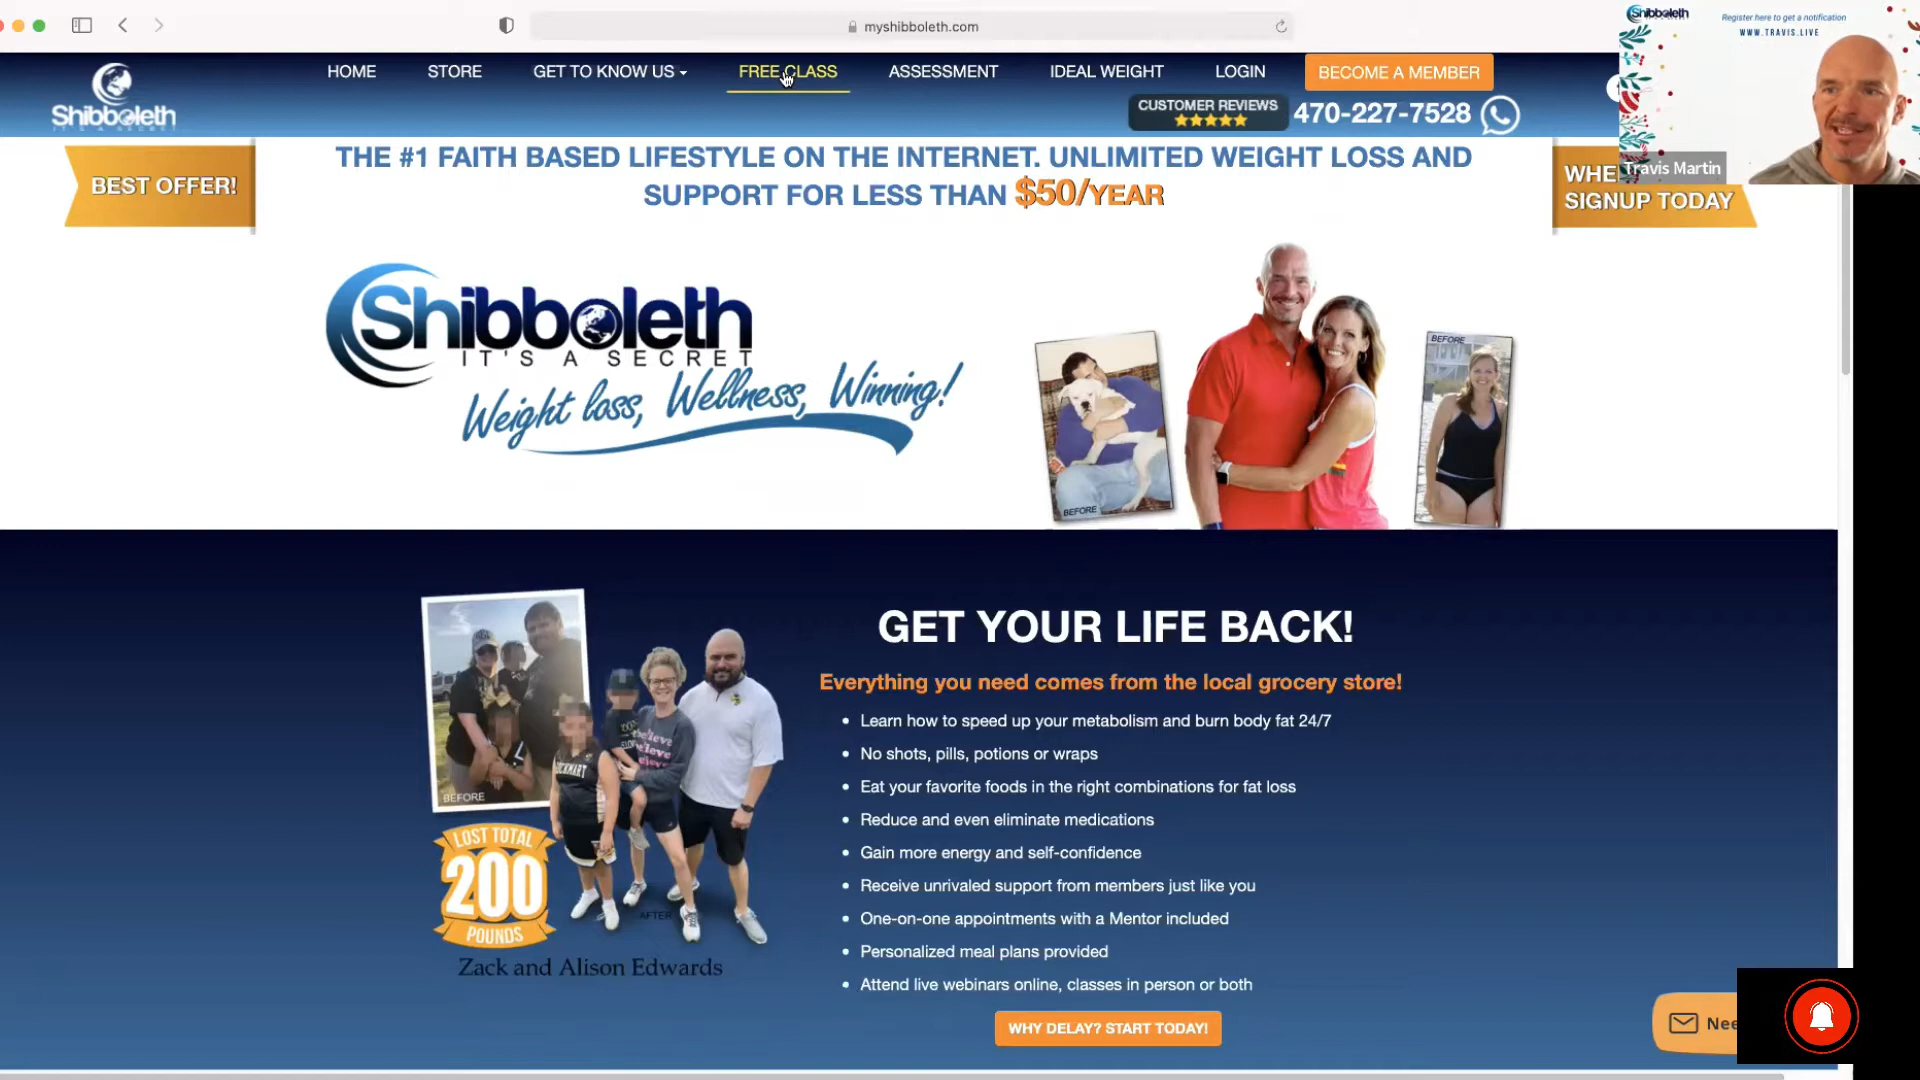 myshibboleth.com
Shibboleth
Register here to get a notification
WWW.TRAVIS.LIVE
Travis Martin
Shibboleth
IT'S A SECRET
HOME
STORE
GET TO KNOW US
FREE CLASS
ASSESSMENT
IDEAL WEIGHT
LOGIN
BECOME A MEMBER
CUSTOMER REVIEWS
470-227-7528
BEST OFFER!
THE #1 FAITH BASED LIFESTYLE ON THE INTERNET. UNLIMITED WEIGHT LOSS AND
SUPPORT FOR LESS THAN $50/YEAR
SIGNUP TODAY
Shibboleth
IT'S A SECRET
Weight loss, Wellness, Winning!
BEFORE
BEFORE
BEFORE
LOST TOTAL
200
POUNDS
AFTER
Zack and Alison Edwards
GET YOUR LIFE BACK!
Everything you need comes from the local grocery store!
• Learn how to speed up your metabolism and burn body fat 24/7
• No shots, pills, potions or wraps
• Eat your favorite foods in the right combinations for fat loss
• Reduce and even eliminate medications
• Gain more energy and self-confidence
• Receive unrivaled support from members just like you
• One-on-one appointments with a Mentor included
• Personalized meal plans provided
• Attend live webinars online, classes in person or both
WHY DELAY? START TODAY!